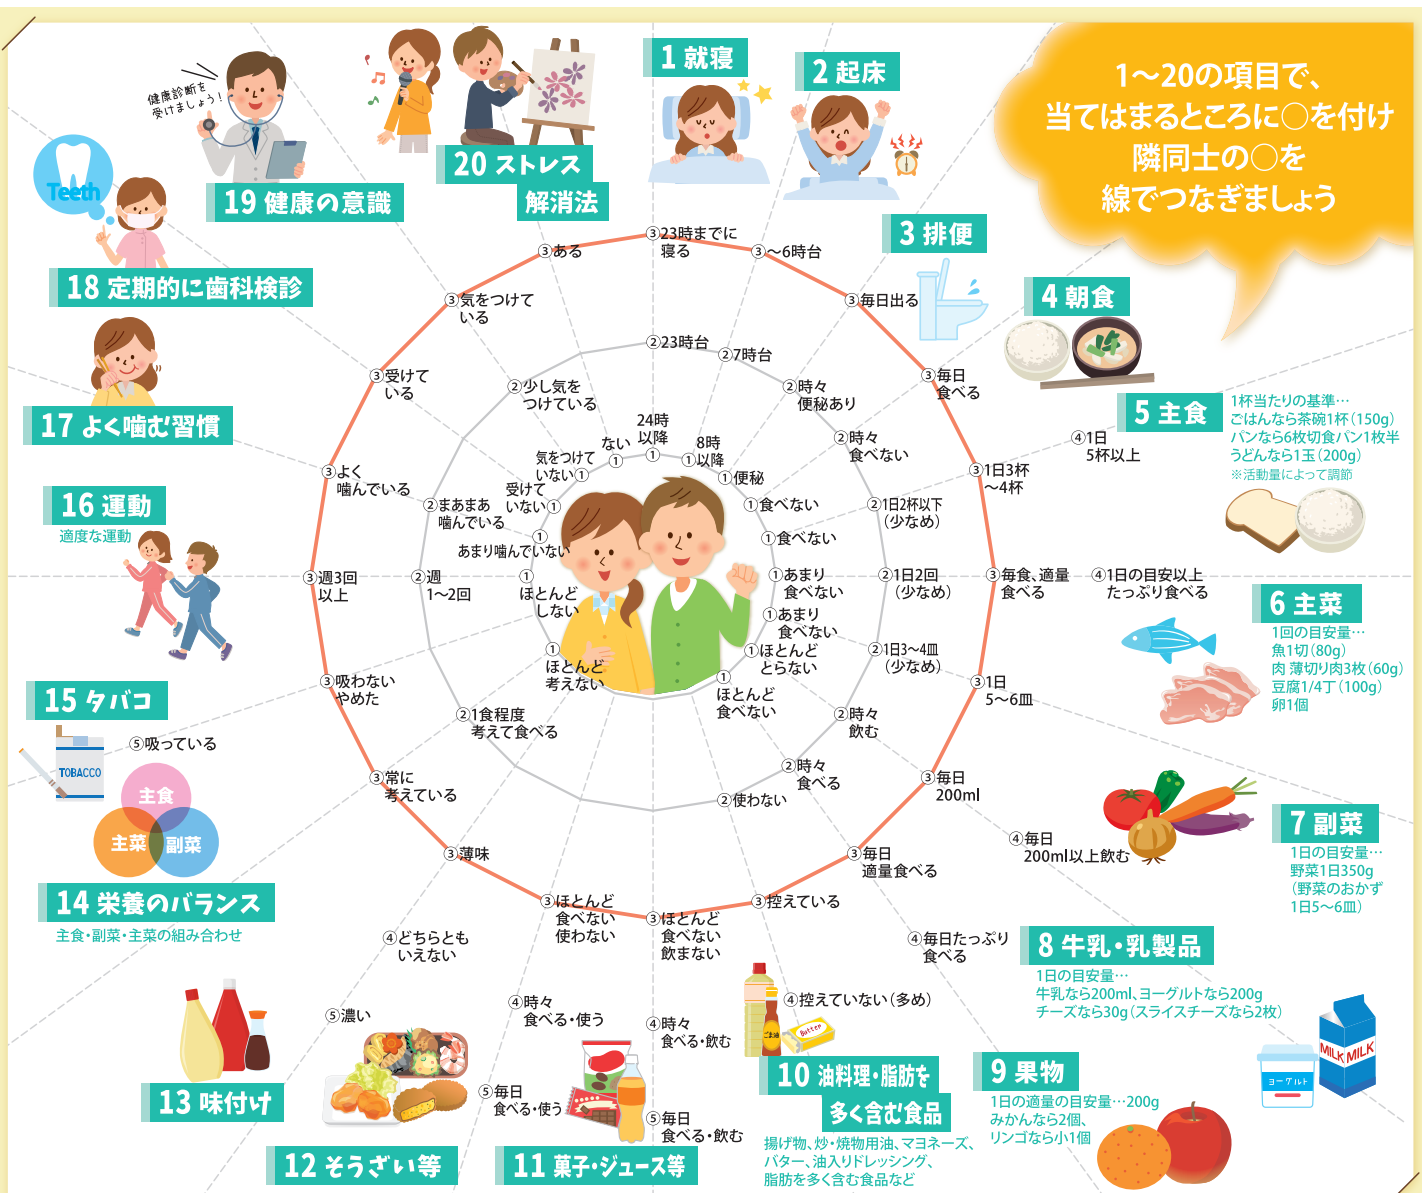 1〜20の項目で、
当てはまるところに○を付け
隣同士の○を
線でつなぎましょう
1 就寝
③23時までに
寝る
②23時台
24時
以降
①
2 起床
③〜6時台
②7時台
8時
①以降
3 排便
③毎日出る
②時々
便秘あり
①便秘
4 朝食
③毎日
食べる
②時々
食べない
①食べない
5 主食
1杯当たりの基準…
ごはんなら茶碗1杯(150g)
パンなら6枚切食パン1枚半
うどんなら1玉(200g)
※活動量によって調節
④1日
5杯以上
③1日3杯
〜4杯
②1日2杯以下
(少なめ)
①食べない
6 主菜
1回の目安量…
魚1切(80g)
肉 薄切り肉3枚(60g)
豆腐1/4丁(100g)
卵1個
④1日の目安以上
たっぷり食べる
③毎食、適量
食べる
②1日2回
(少なめ)
①あまり
食べない
7 副菜
1日の目安量…
野菜1日350g
(野菜のおかず
1日5〜6皿)
③1日
5〜6皿
②1日3〜4皿
(少なめ)
①あまり
食べない
8 牛乳・乳製品
1日の目安量…
牛乳なら200ml、ヨーグルトなら200g
チーズなら30g(スライスチーズなら2枚)
④毎日
200ml以上飲む
③毎日
200ml
②時々
飲む
①ほとんど
とらない
ヨーグルト
MILK MILK
9 果物
1日の適量の目安量…200g
みかんなら2個、
リンゴなら小1個
④毎日たっぷり
食べる
③毎日
適量食べる
②時々
食べる
①
ほとんど
食べない
10 油料理・脂肪を
多く含む食品
揚げ物、炒・焼物用油、マヨネーズ、
バター、油入りドレッシング、
脂肪を多く含む食品など
④控えていない(多め)
③控えている
②使わない
ごま油
Butter
11 菓子・ジュース等
⑤毎日
食べる・飲む
④時々
食べる・飲む
③ほとんど
食べない
飲まない
12 そうざい等
⑤毎日
食べる・使う
④時々
食べる・使う
③ほとんど
食べない
使わない
13 味付け
⑤濃い
④どちらとも
いえない
③薄味
14 栄養のバランス
主食・副菜・主菜の組み合わせ
主食
主菜
副菜
③常に
考えている
②1食程度
考えて食べる
①
ほとんど
考えない
15 タバコ
TOBACCO
⑤吸っている
③吸わない
やめた
16 運動
適度な運動
③週3回
以上
②週
1〜2回
①
ほとんど
しない
17 よく噛む習慣
③よく
噛んでいる
②まあまあ
噛んでいる
①
あまり噛んでいない
18 定期的に歯科検診
Teeth
③受けて
いる
受けて
いない①
19 健康の意識
健康診断を
受けましょう!
③気をつけて
いる
②少し気を
つけている
気をつけて
いない①
20 ストレス
解消法
③ある
ない
①